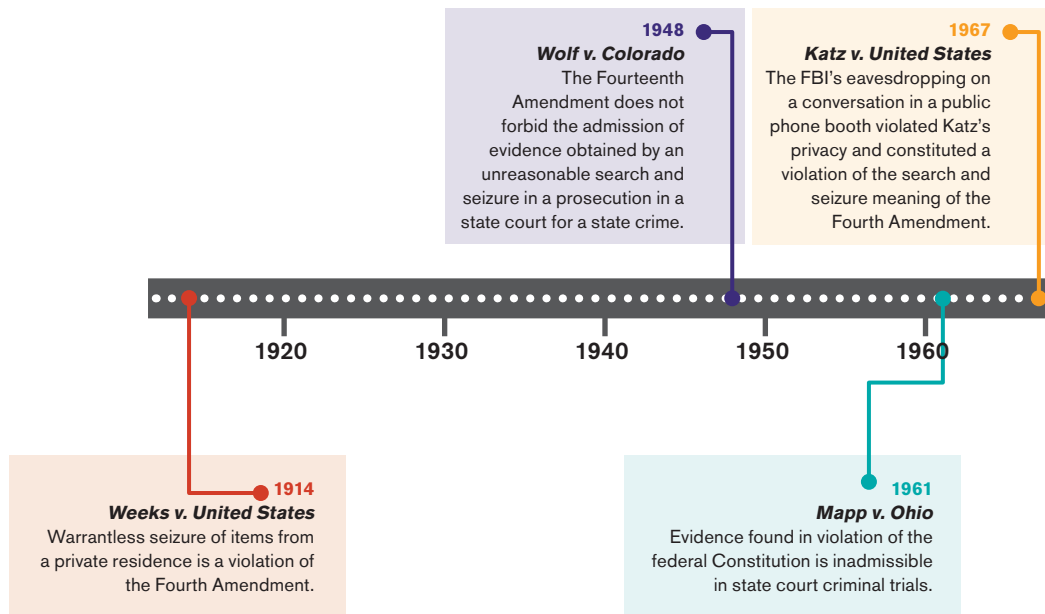 1948
Wolf v. Colorado
The Fourteenth
Amendment does not
forbid the admission of
evidence obtained by an
unreasonable search and
seizure in a prosecution in a
state court for a state crime.
1967
Katz v. United States
The FBI’s eavesdropping on
a conversation in a public
phone booth violated Katz’s
privacy and constituted a
violation of the search and
seizure meaning of the
Fourth Amendment.
1920
1930
1940
1950
1960
1914
Weeks v. United States
Warrantless seizure of items from
a private residence is a violation of
the Fourth Amendment.
1961
Mapp v. Ohio
Evidence found in violation of the
federal Constitution is inadmissible
in state court criminal trials.